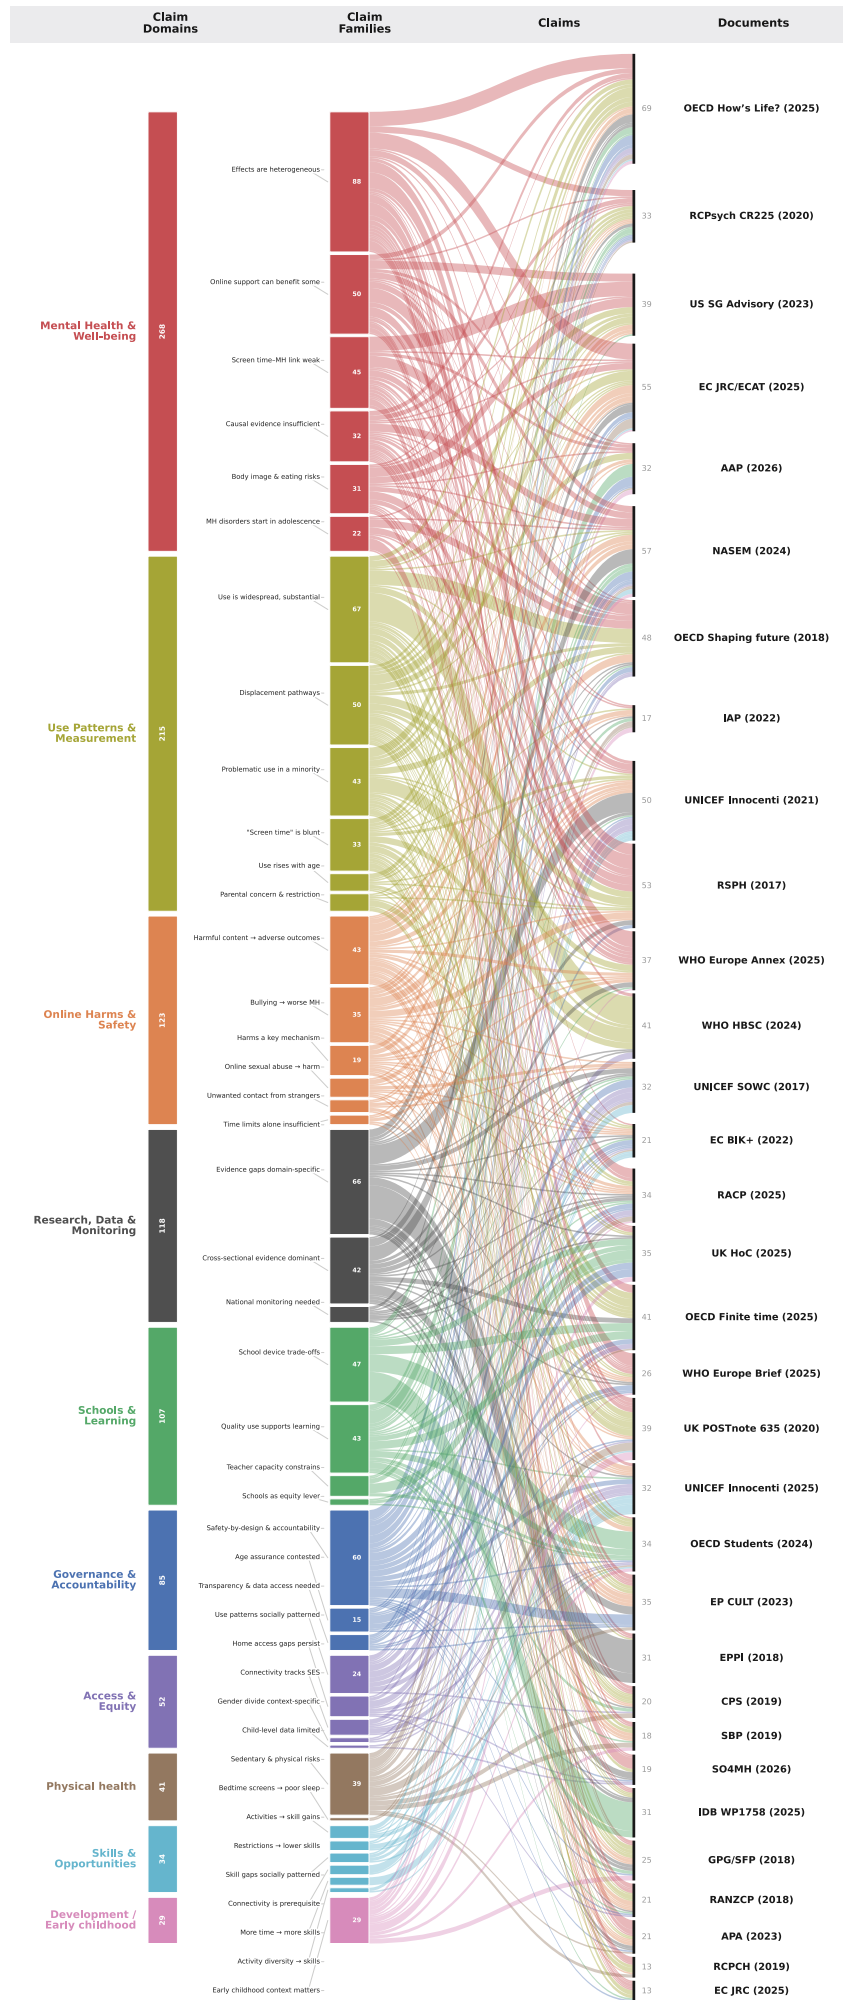 Claim
Domains
Claim
Families
Claims
Documents
Mental Health &
Well-being
268
Use Patterns &
Measurement
215
Online Harms &
Safety
123
Research, Data &
Monitoring
118
Schools &
Learning
107
Governance &
Accountability
85
Access &
Equity
52
Physical health
41
Skills &
Opportunities
34
Development /
Early childhood
29
Effects are heterogeneous
88
Online support can benefit some
50
Screen time–MH link weak
45
Causal evidence insufficient
32
Body image & eating risks
31
MH disorders start in adolescence
22
Use is widespread, substantial
67
Displacement pathways
50
Problematic use in a minority
43
"Screen time" is blunt
33
Use rises with age
Parental concern & restriction
Harmful content → adverse outcomes
43
Bullying → worse MH
35
Harms a key mechanism
19
Online sexual abuse → harm
Unwanted contact from strangers
Time limits alone insufficient
Evidence gaps domain-specific
66
Cross-sectional evidence dominant
42
National monitoring needed
School device trade-offs
47
Quality use supports learning
43
Teacher capacity constrains
Schools as equity lever
Safety-by-design & accountability
60
Age assurance contested
15
Transparency & data access needed
Use patterns socially patterned
24
Home access gaps persist
Connectivity tracks SES
Gender divide context-specific
Child-level data limited
Sedentary & physical risks
39
Bedtime screens → poor sleep
Activities → skill gains
Restrictions → lower skills
Skill gaps socially patterned
Connectivity is prerequisite
More time → more skills
Activity diversity → skills
Early childhood context matters
29
69
OECD How’s Life? (2025)
33
RCPsych CR225 (2020)
39
US SG Advisory (2023)
55
EC JRC/ECAT (2025)
32
AAP (2026)
57
NASEM (2024)
48
OECD Shaping future (2018)
17
IAP (2022)
50
UNICEF Innocenti (2021)
53
RSPH (2017)
37
WHO Europe Annex (2025)
41
WHO HBSC (2024)
32
UNICEF SOWC (2017)
21
EC BIK+ (2022)
34
RACP (2025)
35
UK HoC (2025)
41
OECD Finite time (2025)
26
WHO Europe Brief (2025)
39
UK POSTnote 635 (2020)
32
UNICEF Innocenti (2025)
34
OECD Students (2024)
35
EP CULT (2023)
31
EPPI (2018)
20
CPS (2019)
18
SBP (2019)
19
SO4MH (2026)
31
IDB WP1758 (2025)
25
GPG/SFP (2018)
21
RANZCP (2018)
21
APA (2023)
13
RCPCH (2019)
13
EC JRC (2025)